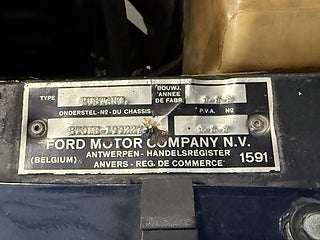 TYPE BOUWJ. 'ANNÉE DE FABR.
ONDERSTEL-Nº-DU CHASSIS P.V.A. Nº
FORD MOTOR COMPANY N.V.
(BELGIUM) ANTWERPEN-HANDELSREGISTER 1591
ANVERS-REG. DE COMMERCE